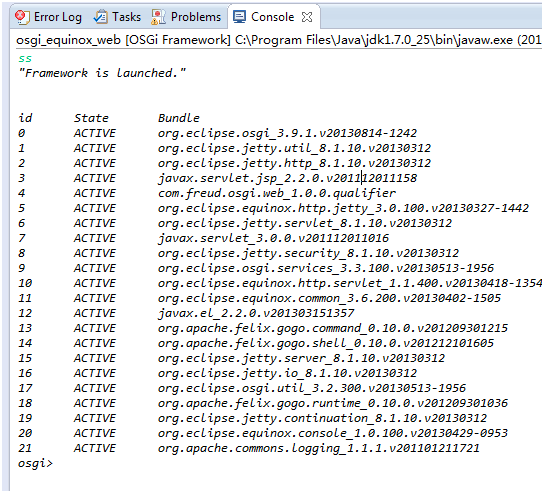 Error Log Tasks Problems Console
osgi_equinox_web [OSGi Framework] C:\Program Files\Java\jdk1.7.0_25\bin\javaw.exe (201
ss
"Framework is launched."
id State Bundle
0 ACTIVE org.eclipse.osgi_3.9.1.v20130814-1242
1 ACTIVE org.eclipse.jetty.util_8.1.10.v20130312
2 ACTIVE org.eclipse.jetty.http_8.1.10.v20130312
3 ACTIVE javax.servlet.jsp_2.2.0.v201112011158
4 ACTIVE com.freud.osgi.web_1.0.0.qualifier
5 ACTIVE org.eclipse.equinox.http.jetty_3.0.100.v20130327-1442
6 ACTIVE org.eclipse.jetty.servlet_8.1.10.v20130312
7 ACTIVE javax.servlet_3.0.0.v201112011016
8 ACTIVE org.eclipse.jetty.security_8.1.10.v20130312
9 ACTIVE org.eclipse.osgi.services_3.3.100.v20130513-1956
10 ACTIVE org.eclipse.equinox.http.servlet_1.1.400.v20130418-1354
11 ACTIVE org.eclipse.equinox.common_3.6.200.v20130402-1505
12 ACTIVE javax.el_2.2.0.v201303151357
13 ACTIVE org.apache.felix.gogo.command_0.10.0.v201209301215
14 ACTIVE org.apache.felix.gogo.shell_0.10.0.v201212101605
15 ACTIVE org.eclipse.jetty.server_8.1.10.v20130312
16 ACTIVE org.eclipse.jetty.io_8.1.10.v20130312
17 ACTIVE org.eclipse.osgi.util_3.2.300.v20130513-1956
18 ACTIVE org.apache.felix.gogo.runtime_0.10.0.v201209301036
19 ACTIVE org.eclipse.jetty.continuation_8.1.10.v20130312
20 ACTIVE org.eclipse.equinox.console_1.0.100.v20130429-0953
21 ACTIVE org.apache.commons.logging_1.1.1.v201101211721
osgi>